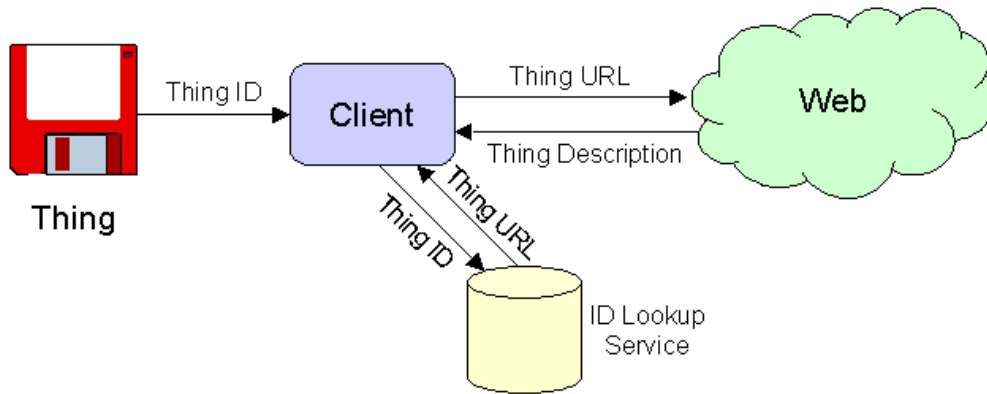 Thing ID
Thing URL
Client
Web
Thing Description
Thing
Thing ID
Thing URL
ID Lookup
Service